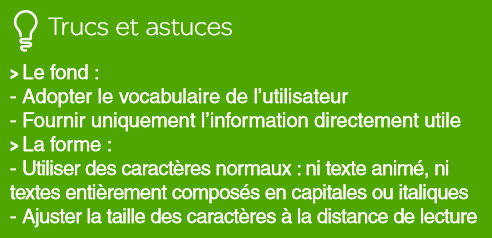 Trucs et astuces
> Le fond :
- Adopter le vocabulaire de l'utilisateur
- Fournir uniquement l'information directement utile
> La forme :
- Utiliser des caractères normaux : ni texte animé, ni
textes entièrement composés en capitales ou italiques
- Ajuster la taille des caractères à la distance de lecture